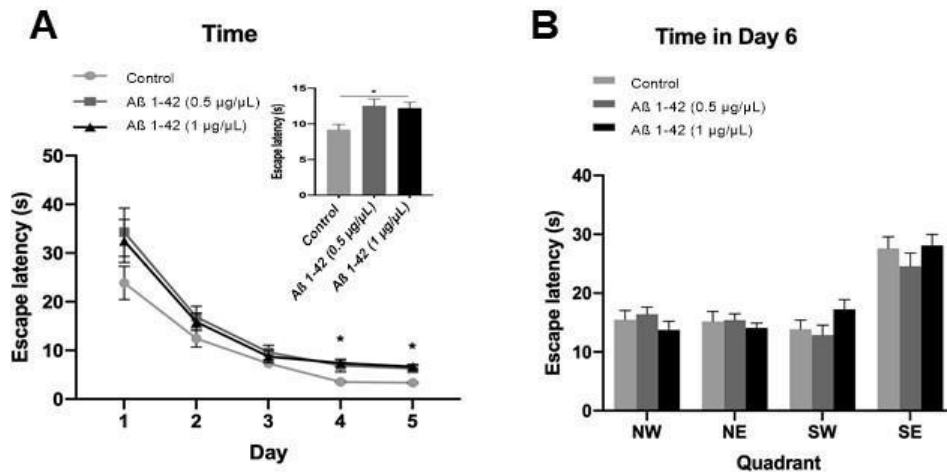 A
Time
Control
Aß 1-42 (0.5 µg/µL)
Aß 1-42 (1 µg/µL)
Escape latency (s)
15
10
5
0
*
Control
Aß 1-42 (0.5 µg/µL)
Aß 1-42 (1 µg/µL)
Escape latency (s)
50
40
30
20
10
0
* *
1 2 3 4 5
Day
B
Time in Day 6
Control
Aß 1-42 (0.5 µg/µL)
Aß 1-42 (1 µg/µL)
Escape latency (s)
40
30
20
10
0
NW NE SW SE
Quadrant